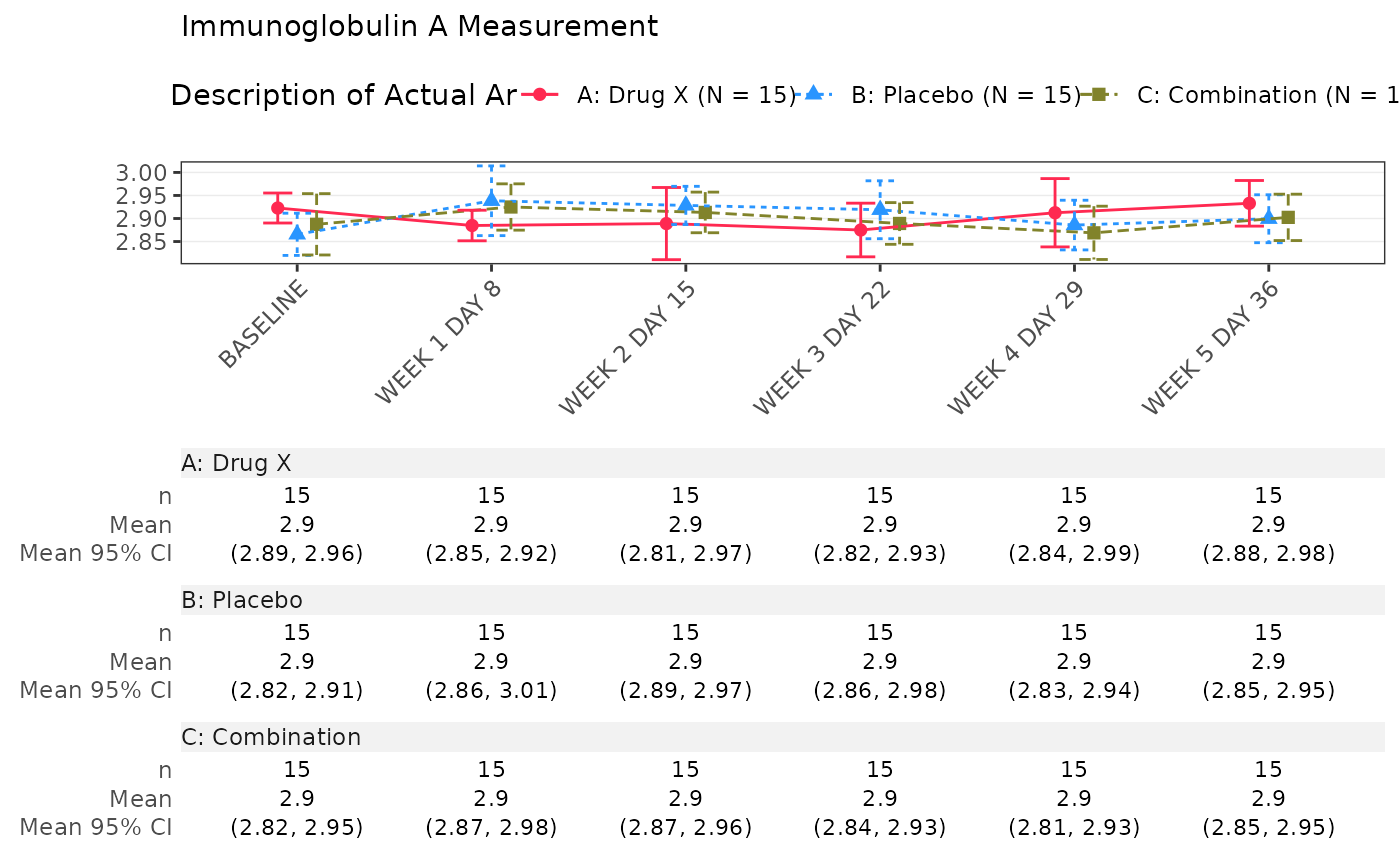 Immunoglobulin A Measurement
Description of Actual Ar A: Drug X (N = 15) B: Placebo (N = 15) C: Combination (N = 1
3.00
2.95
2.90
2.85
BASELINE WEEK 1 DAY 8 WEEK 2 DAY 15 WEEK 3 DAY 22 WEEK 4 DAY 29 WEEK 5 DAY 36
A: Drug X
n 15 15 15 15 15 15
Mean 2.9 2.9 2.9 2.9 2.9 2.9
Mean 95% CI (2.89, 2.96) (2.85, 2.92) (2.81, 2.97) (2.82, 2.93) (2.84, 2.99) (2.88, 2.98)
B: Placebo
n 15 15 15 15 15 15
Mean 2.9 2.9 2.9 2.9 2.9 2.9
Mean 95% CI (2.82, 2.91) (2.86, 3.01) (2.89, 2.97) (2.86, 2.98) (2.83, 2.94) (2.85, 2.95)
C: Combination
n 15 15 15 15 15 15
Mean 2.9 2.9 2.9 2.9 2.9 2.9
Mean 95% CI (2.82, 2.95) (2.87, 2.98) (2.87, 2.96) (2.84, 2.93) (2.81, 2.93) (2.85, 2.95)